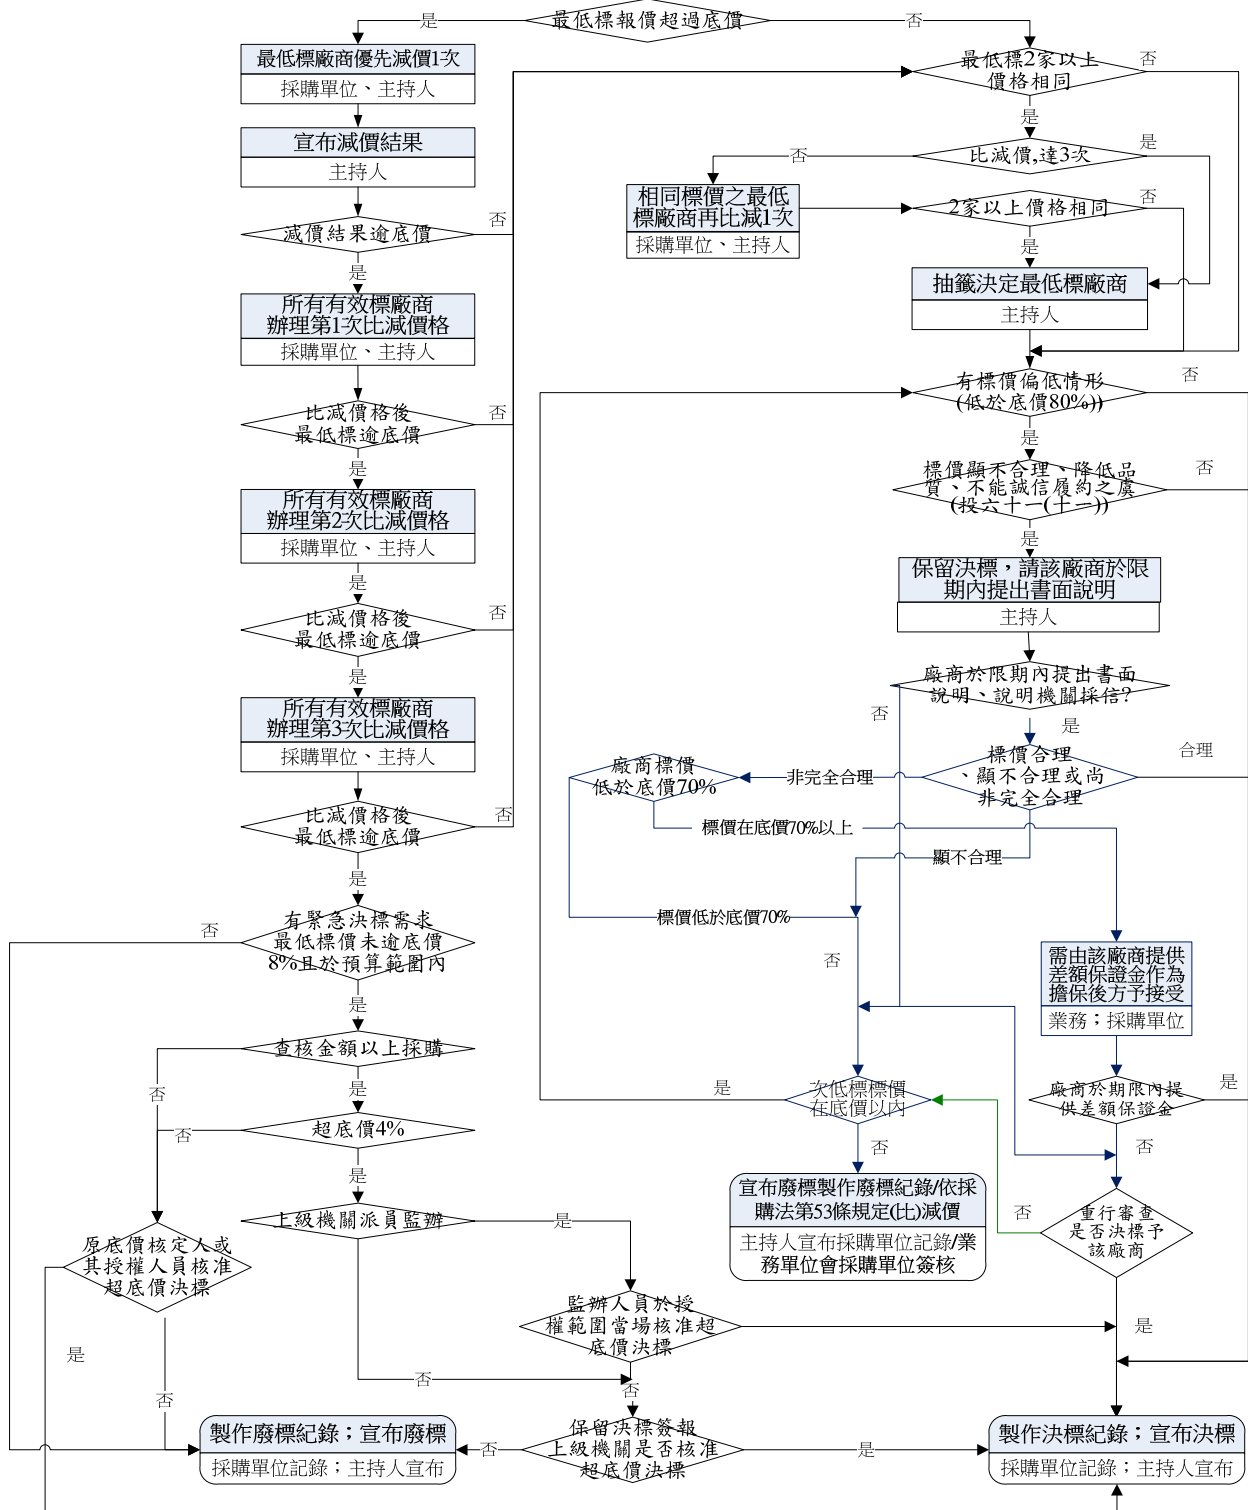 最低標報價超過底價
是
否
最低標廠商優先減價1次
採購單位、主持人
宣布減價結果
主持人
減價結果逾底價
否
是
所有有效標廠商
辦理第1次比減價格
採購單位、主持人
比減價格後
最低標逾底價
否
是
所有有效標廠商
辦理第2次比減價格
採購單位、主持人
比減價格後
最低標逾底價
否
是
所有有效標廠商
辦理第3次比減價格
採購單位、主持人
比減價格後
最低標逾底價
否
是
有緊急決標需求
最低標價未逾底價
8%且於預算範圍內
否
是
查核金額以上採購
否
是
超底價4%
否
是
上級機關派員監辦
是
否
原底價核定人或
其授權人員核准
超底價決標
是
否
監辦人員於授
權範圍當場核准超
底價決標
是
否
保留決標簽報
上級機關是否核准
超底價決標
否
是
製作廢標紀錄；宣布廢標
採購單位記錄；主持人宣布
最低標2家以上
價格相同
否
是
比減價,達3次
否
是
相同標價之最低
標廠商再比減1次
採購單位、主持人
2家以上價格相同
否
是
抽籤決定最低標廠商
主持人
有標價偏低情形
(低於底價80%))
否
是
標價顯不合理、降低品
質、不能誠信履約之虞
(投六十一(十一))
否
是
保留決標，請該廠商於限
期內提出書面說明
主持人
廠商於限期內提出書面
說明、說明機關採信?
否
是
標價合理
、顯不合理或尚
非完全合理
合理
非完全合理
顯不合理
廠商標價
低於底價70%
標價在底價70%以上
標價低於底價70%
否
需由該廠商提供
差額保證金作為
擔保後方予接受
業務；採購單位
廠商於期限內提
供差額保證金
是
否
次低標標價
在底價以內
是
否
宣布廢標製作廢標紀錄/依採
購法第53條規定(比)減價
主持人宣布採購單位記錄/業
務單位會採購單位簽核
重行審查
是否決標予
該廠商
否
是
製作決標紀錄；宣布決標
採購單位記錄；主持人宣布